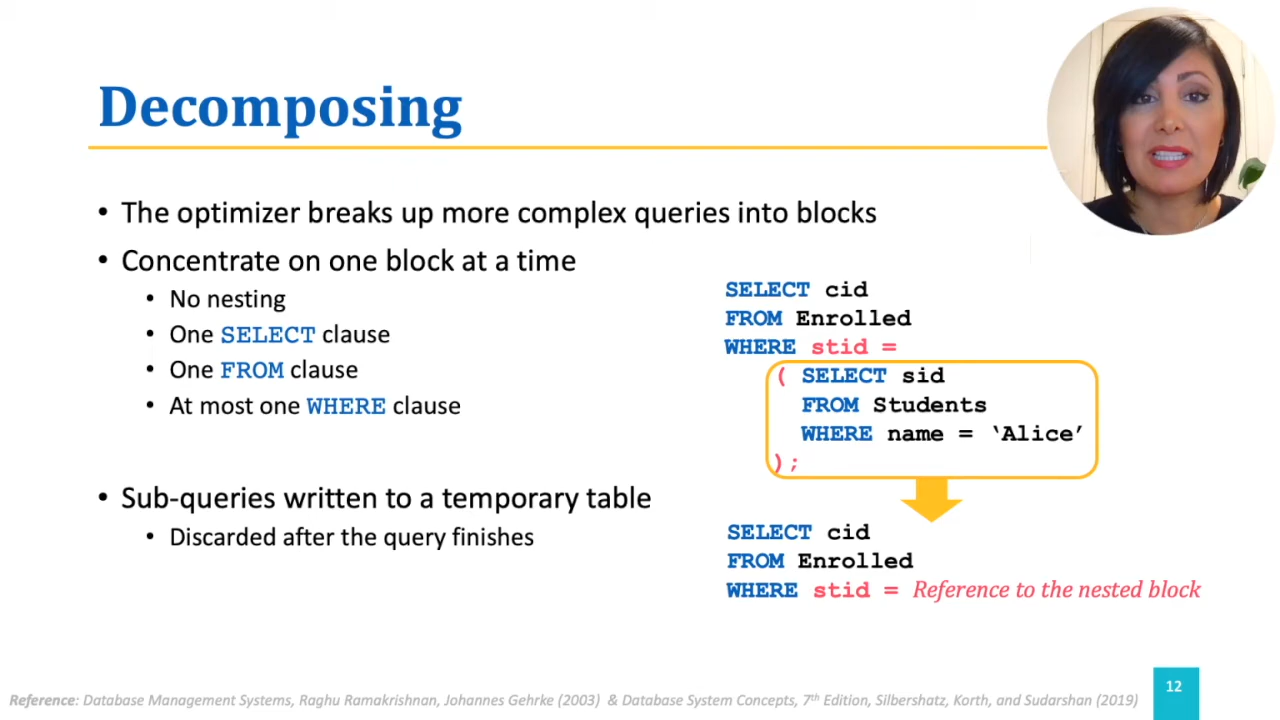 Decomposing
• The optimizer breaks up more complex queries into blocks
• Concentrate on one block at a time
• No nesting
• One SELECT clause
• One FROM clause
• At most one WHERE clause
• Sub-queries written to a temporary table
• Discarded after the query finishes
SELECT cid
FROM Enrolled
WHERE stid =
( SELECT sid
FROM Students
WHERE name = ‘Alice’
);
SELECT cid
FROM Enrolled
WHERE stid = Reference to the nested block
Reference: Database Management Systems, Raghu Ramakrishnan, Johannes Gehrke (2003) & Database System Concepts, 7th Edition, Silbershatz, Korth, and Sudarshan (2019)
12